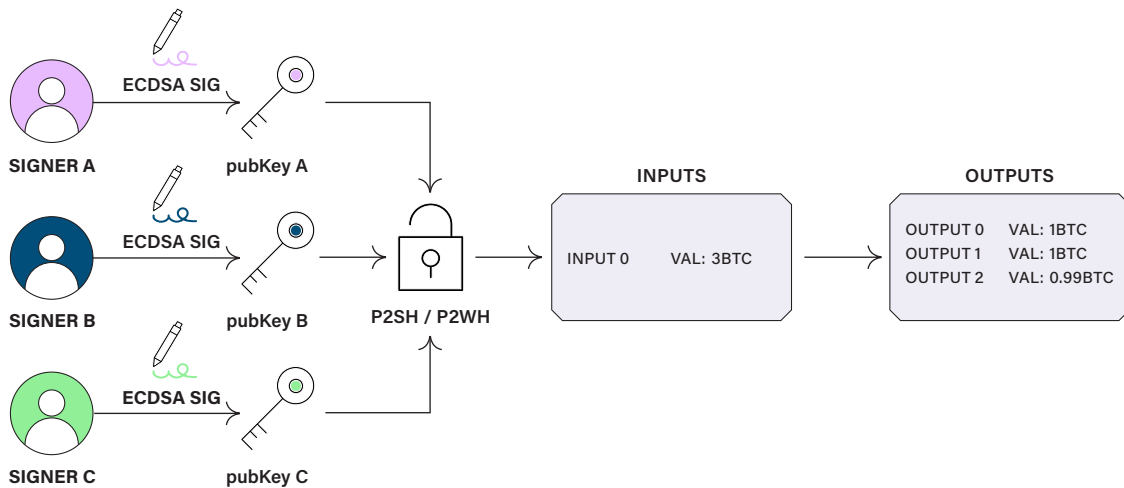 ECDSA SIG
SIGNER A
pubKey A
ECDSA SIG
SIGNER B
pubKey B
ECDSA SIG
SIGNER C
pubKey C
P2SH / P2WH
INPUTS
INPUT 0 VAL: 3BTC
OUTPUTS
OUTPUT 0 VAL: 1BTC
OUTPUT 1 VAL: 1BTC
OUTPUT 2 VAL: 0.99BTC